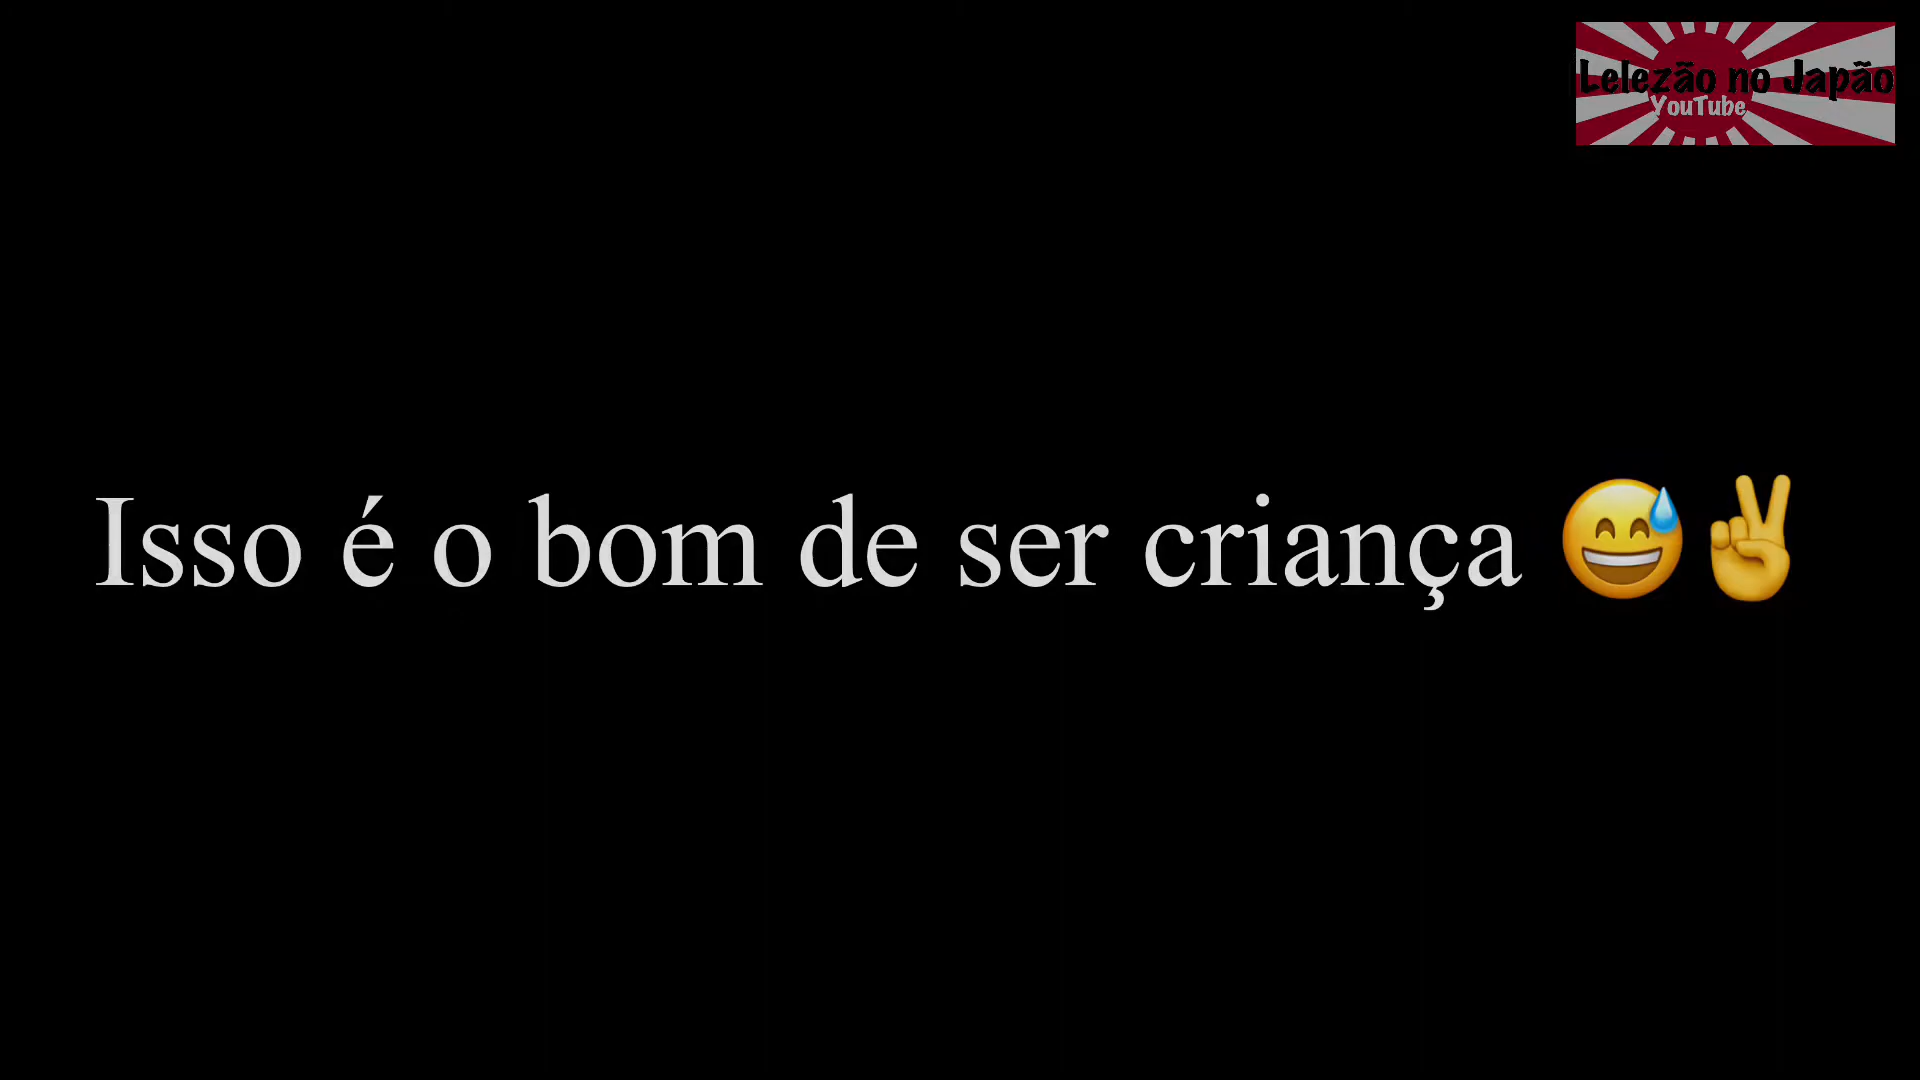 Lelezão no Japão
YouTube
Isso é o bom de ser criança 😅✌